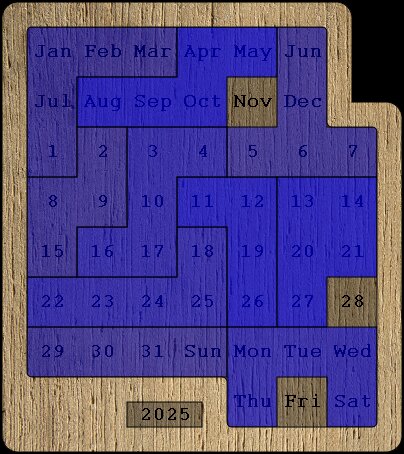 Jan Feb Mar Apr May Jun
Jul Aug Sep Oct Nov Dec
1 2 3 4 5 6 7
8 9 10 11 12 13 14
15 16 17 18 19 20 21
22 23 24 25 26 27 28
29 30 31 Sun Mon Tue Wed
Thu Fri Sat
2025